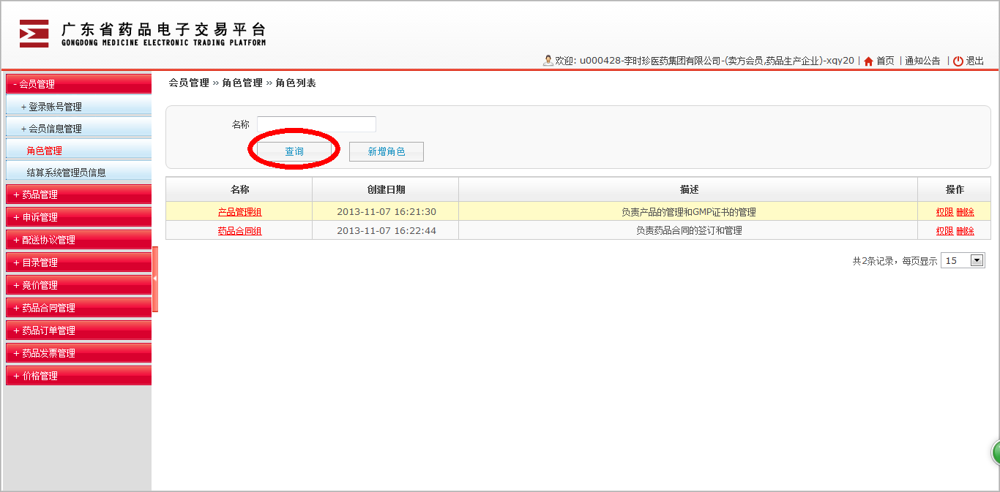 广东省药品电子交易平台
GONGDONG MEDICINE ELECTRONIC TRADING PLATFORM
欢迎: u000428-李时珍医药集团有限公司-(卖方会员,药品生产企业)-xqy20 | 首页 | 通知公告 | 退出
- 会员管理
+ 登录账号管理
+ 会员信息管理
角色管理
结算系统管理员信息
+ 药品管理
+ 申诉管理
+ 配送协议管理
+ 目录管理
+ 竞价管理
+ 药品合同管理
+ 药品订单管理
+ 药品发票管理
+ 价格管理
会员管理 » 角色管理 » 角色列表
名称
查询 新增角色
名称 创建日期 描述 操作
产品管理组 2013-11-07 16:21:30 负责产品的管理和GMP证书的管理 权限 删除
药品合同组 2013-11-07 16:22:44 负责药品合同的签订和管理 权限 删除
共2条记录，每页显示 15